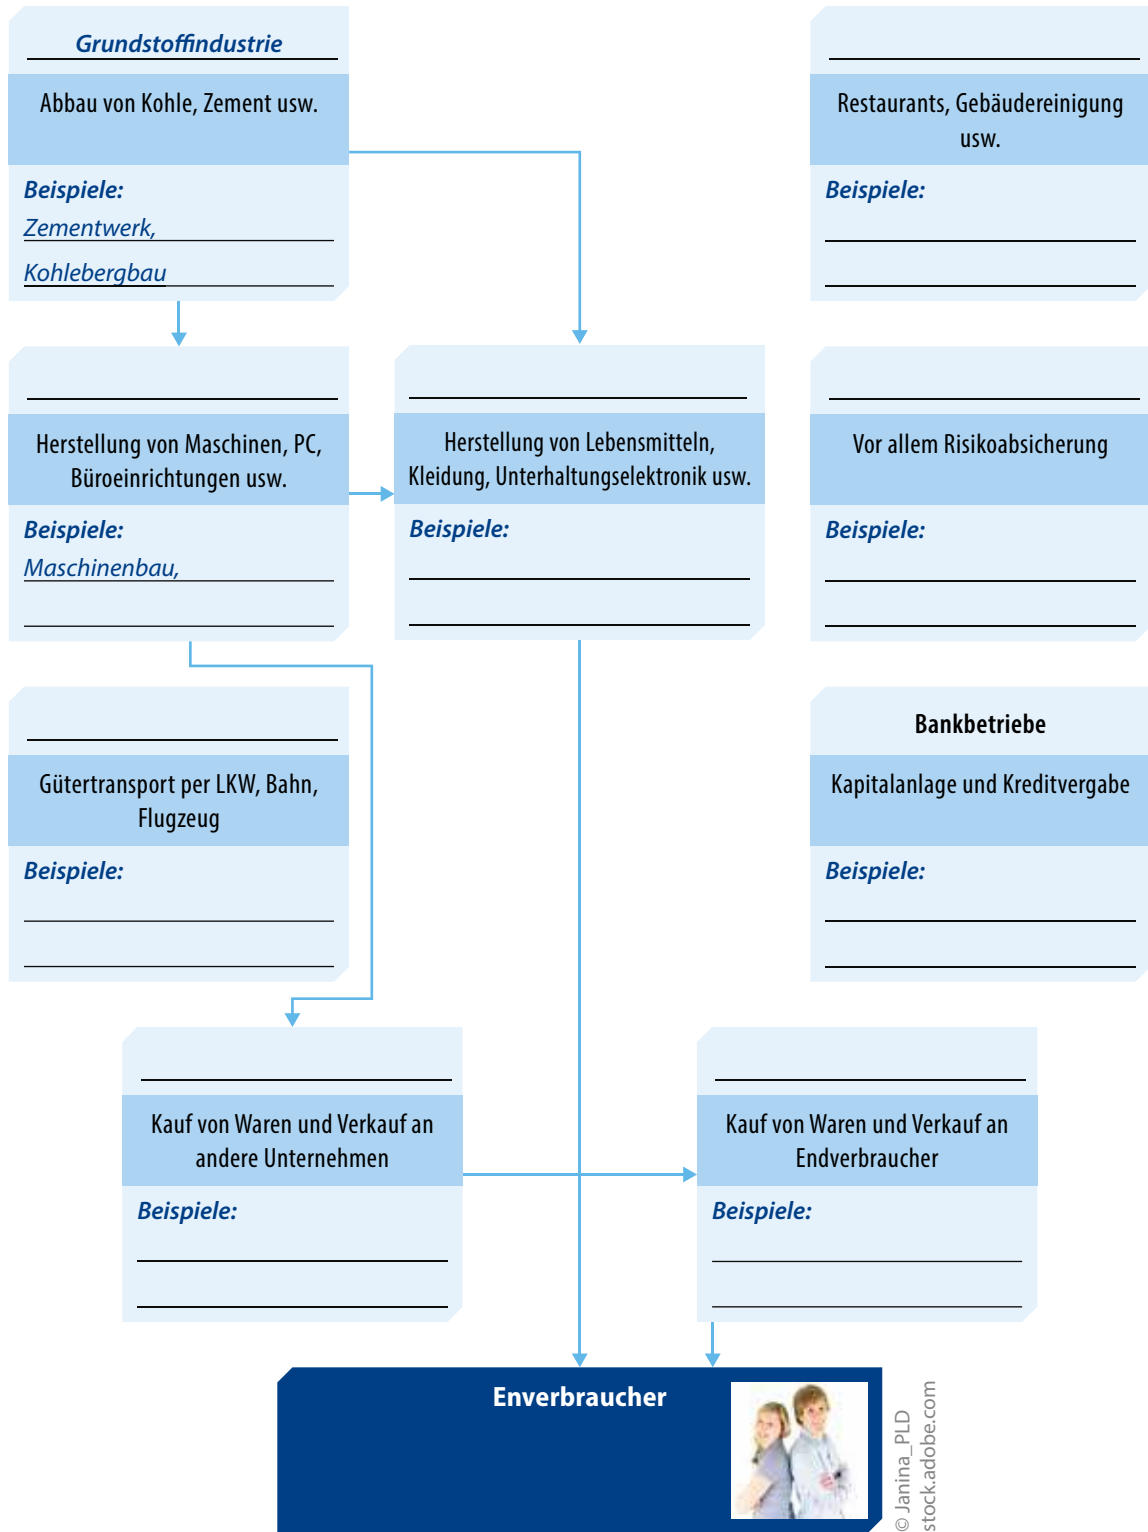 Grundstoffindustrie
Abbau von Kohle, Zement usw.
Beispiele:
Zementwerk,
Kohlebergbau
Restaurants, Gebäudereinigung
usw.
Beispiele:
Herstellung von Maschinen, PC,
Büroeinrichtungen usw.
Beispiele:
Maschinenbau,
Herstellung von Lebensmitteln,
Kleidung, Unterhaltungselektronik usw.
Beispiele:
Vor allem Risikoabsicherung
Beispiele:
Gütertransport per LKW, Bahn,
Flugzeug
Beispiele:
Bankbetriebe
Kapitalanlage und Kreditvergabe
Beispiele:
Kauf von Waren und Verkauf an
andere Unternehmen
Beispiele:
Kauf von Waren und Verkauf an
Endverbraucher
Beispiele:
Enverbraucher
© Janina_PLD
stock.adobe.com